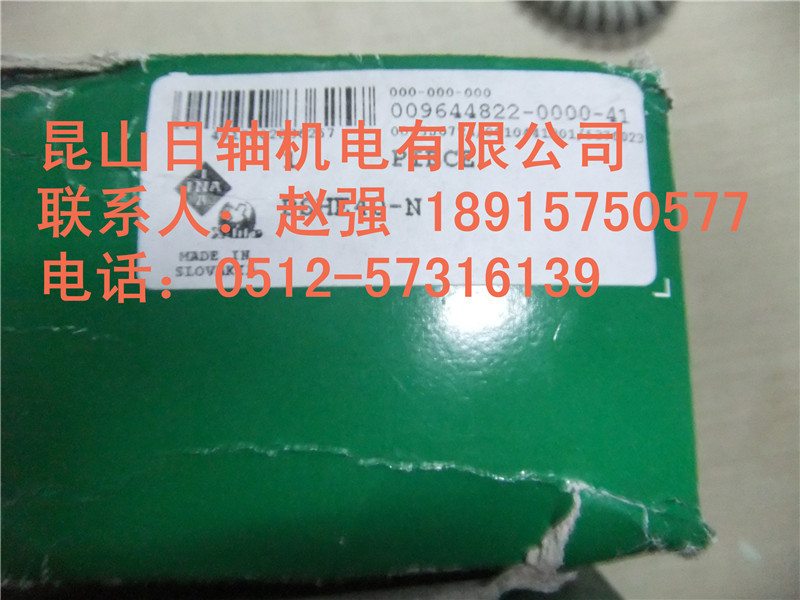 000-000-000
009644822-0000-41
昆山日轴机电有限公司
INA
联系人：赵强 18915750577
MADE IN
电话：0512-57316139